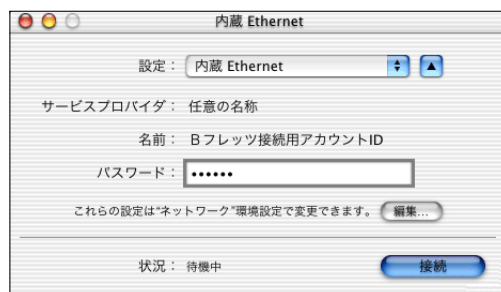 内蔵 Ethernet
設定： 内蔵 Ethernet
サービスプロバイダ： 任意の名称
名前： Bフレッツ接続用アカウントID
パスワード： ••••••
これらの設定は“ネットワーク”環境設定で変更できます。 編集...
状況： 待機中 接続